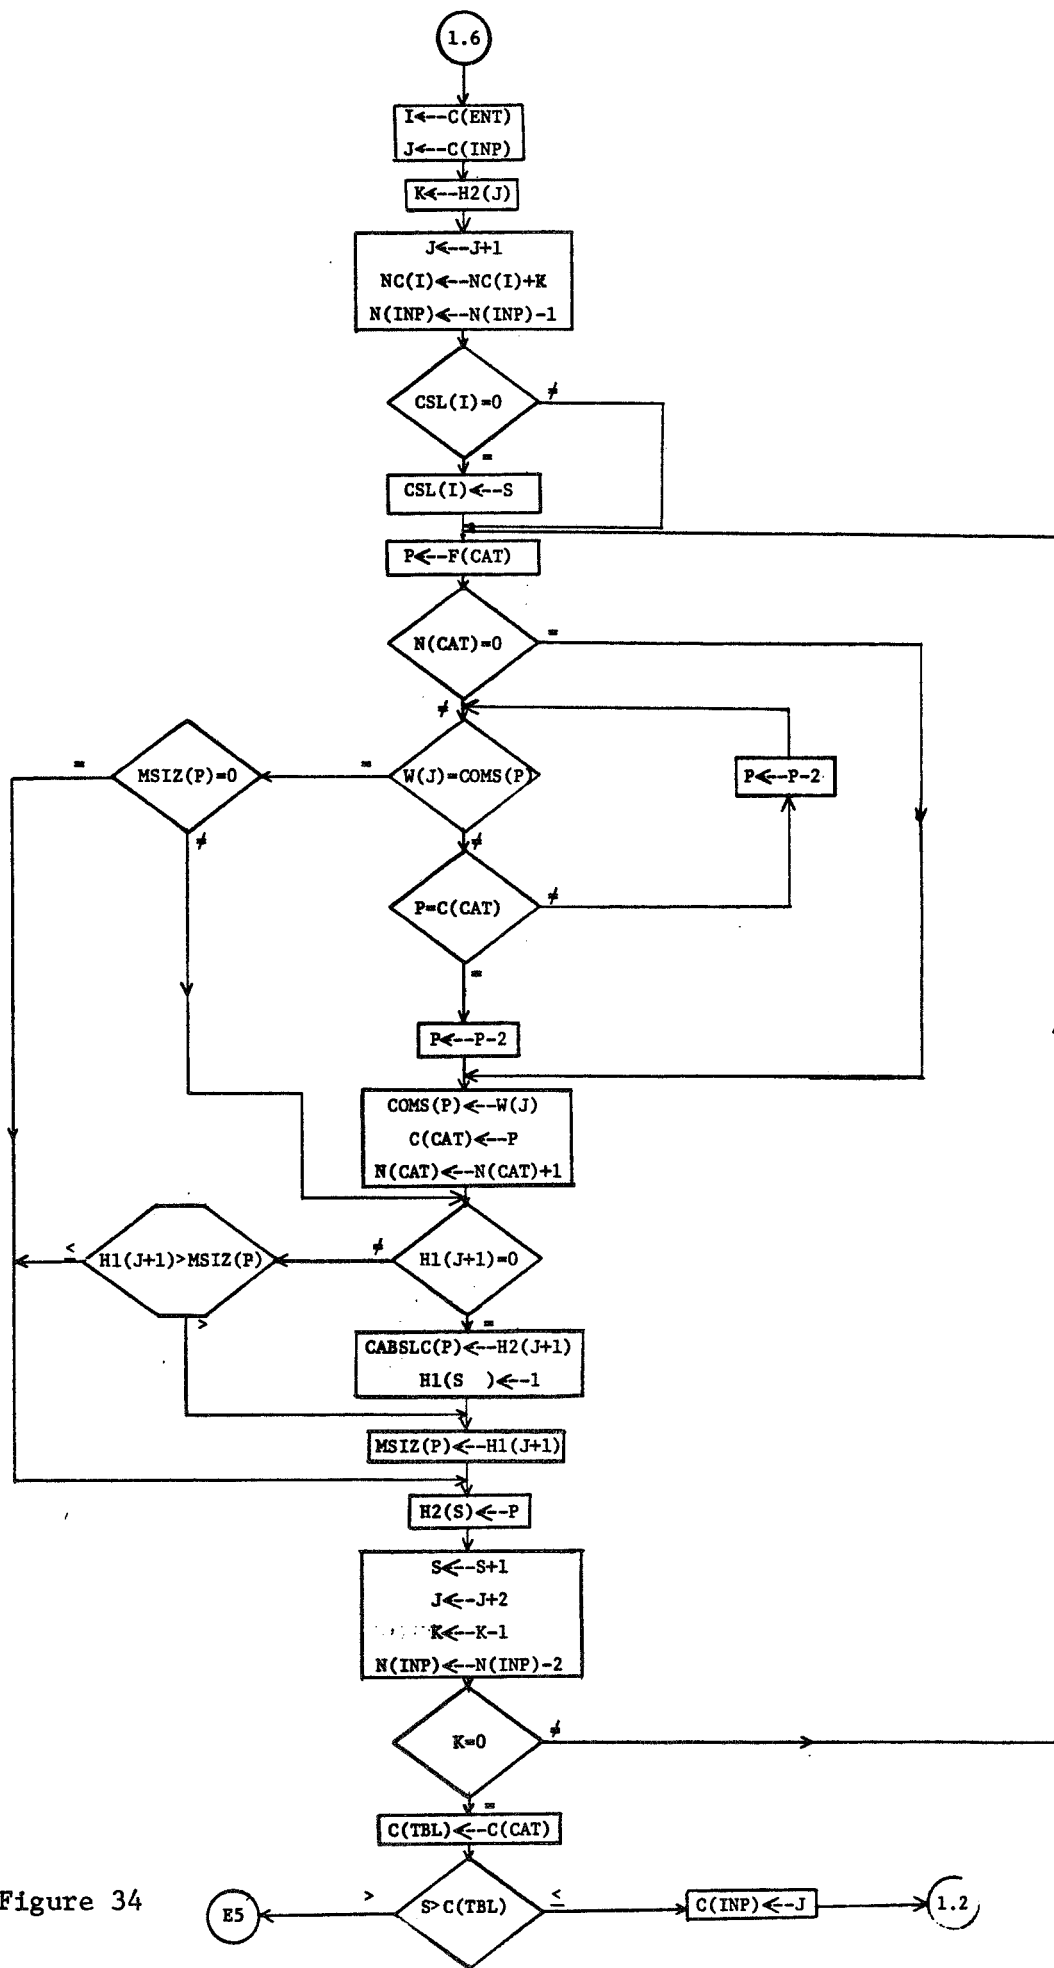 1.6
I<--C(ENT)
J<--C(INP)
K<--H2(J)
J<--J+1
NC(I)<--NC(I)+K
N(INP)<--N(INP)-1
CSL(I)=0
≠
=
CSL(I)<--S
P<--F(CAT)
N(CAT)=0
=
≠
MSIZ(P)=0
=
≠
W(J)=COMS(P)
=
≠
P<--P-2
P=C(CAT)
≠
=
P<--P-2
COMS(P)<--W(J)
C(CAT)<--P
N(CAT)<--N(CAT)+1
H1(J+1)>MSIZ(P)
≤
>
H1(J+1)=0
≠
=
CABSLC(P)<--H2(J+1)
H1(S )<--1
MSIZ(P)<--H1(J+1)
H2(S)<--P
S<--S+1
J<--J+2
K<--K-1
N(INP)<--N(INP)-2
K=0
≠
=
C(TBL)<--C(CAT)
Figure 34
E5
>
S>C(TBL)
≤
C(INP)<--J
1.2